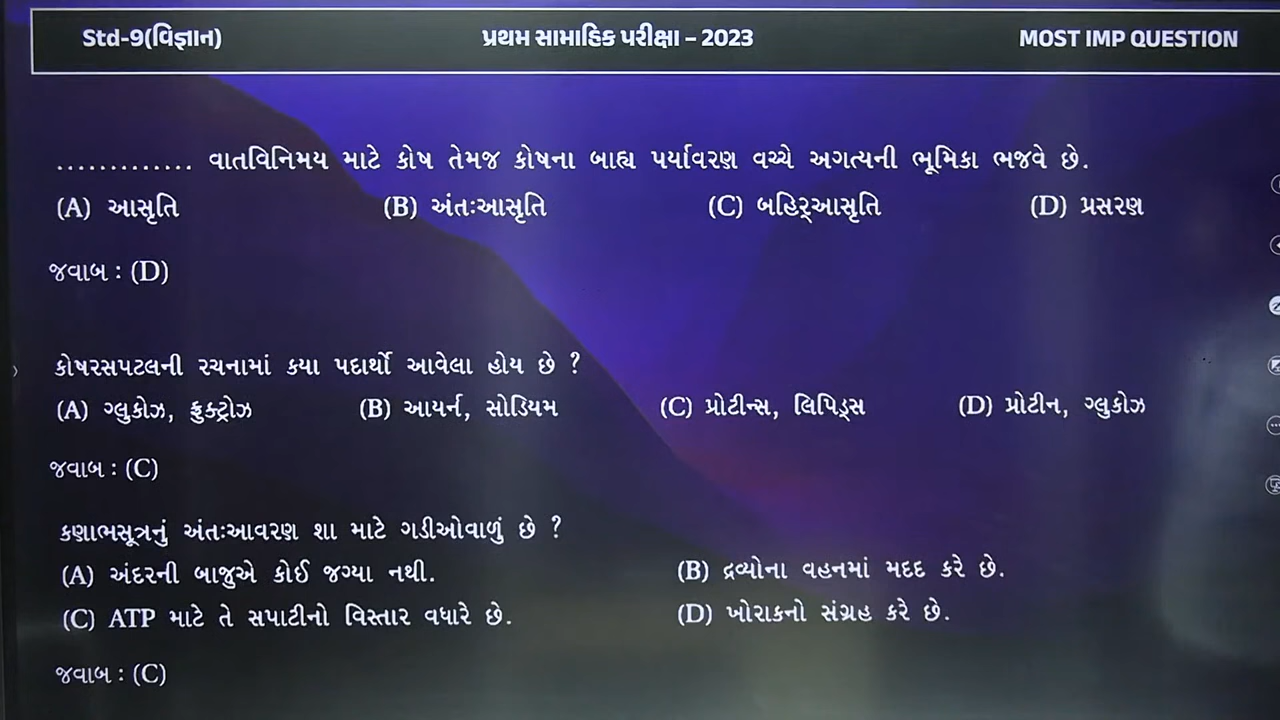 Std-9(વિજ્ઞાન) પ્રથમ સામાહિક પરીક્ષા – 2023 MOST IMP QUESTION
............. વાતવિનિમય માટે કોષ તેમજ કોષના બાહ્ય પર્યાવરણ વચ્ચે અગત્યની ભૂમિકા ભજવે છે.
(A) આસૃતિ (B) અંતઃઆસૃતિ (C) બહિર્આસૃતિ (D) પ્રસરણ
જવાબ : (D)
કોષરસપટલની રચનામાં કયા પદાર્થો આવેલા હોય છે ?
(A) ગ્લુકોઝ, ફ્રુક્ટ્રોઝ (B) આયર્ન, સોડિયમ (C) પ્રોટીન્સ, લિપિડ્સ (D) પ્રોટીન, ગ્લુકોઝ
જવાબ : (C)
કણાભસૂત્રનું અંતઃઆવરણ શા માટે ગડીઓવાળું છે ?
(A) અંદરની બાજુએ કોઈ જગ્યા નથી. (B) દ્રવ્યોના વહનમાં મદદ કરે છે.
(C) ATP માટે તે સપાટીનો વિસ્તાર વધારે છે. (D) ખોરાકનો સંગ્રહ કરે છે.
જવાબ : (C)